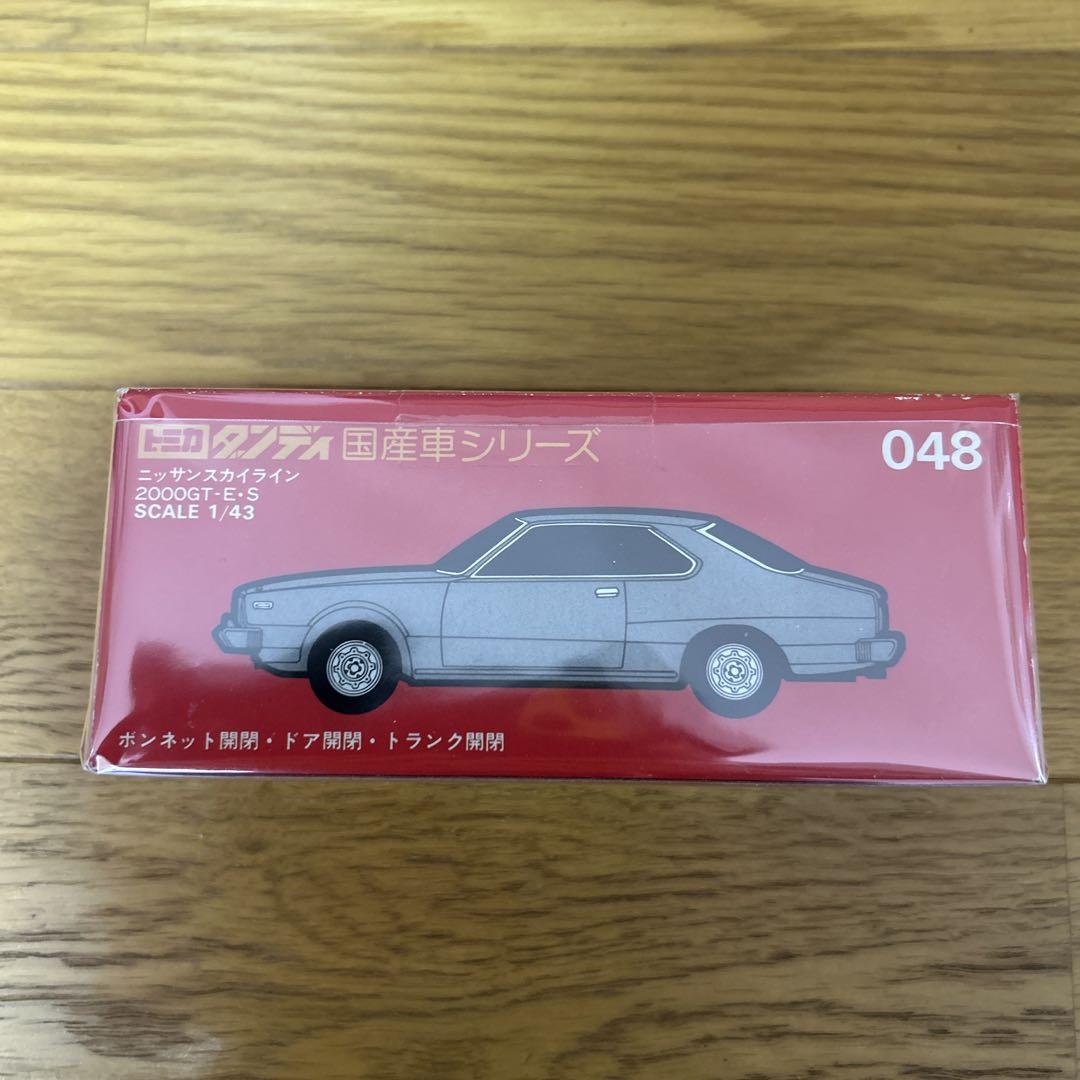 トミカ ダンディ 国産車シリーズ 048
ニッサンスカイライン
2000GT-E・S
SCALE 1/43
ボンネット開閉・ドア開閉・トランク開閉